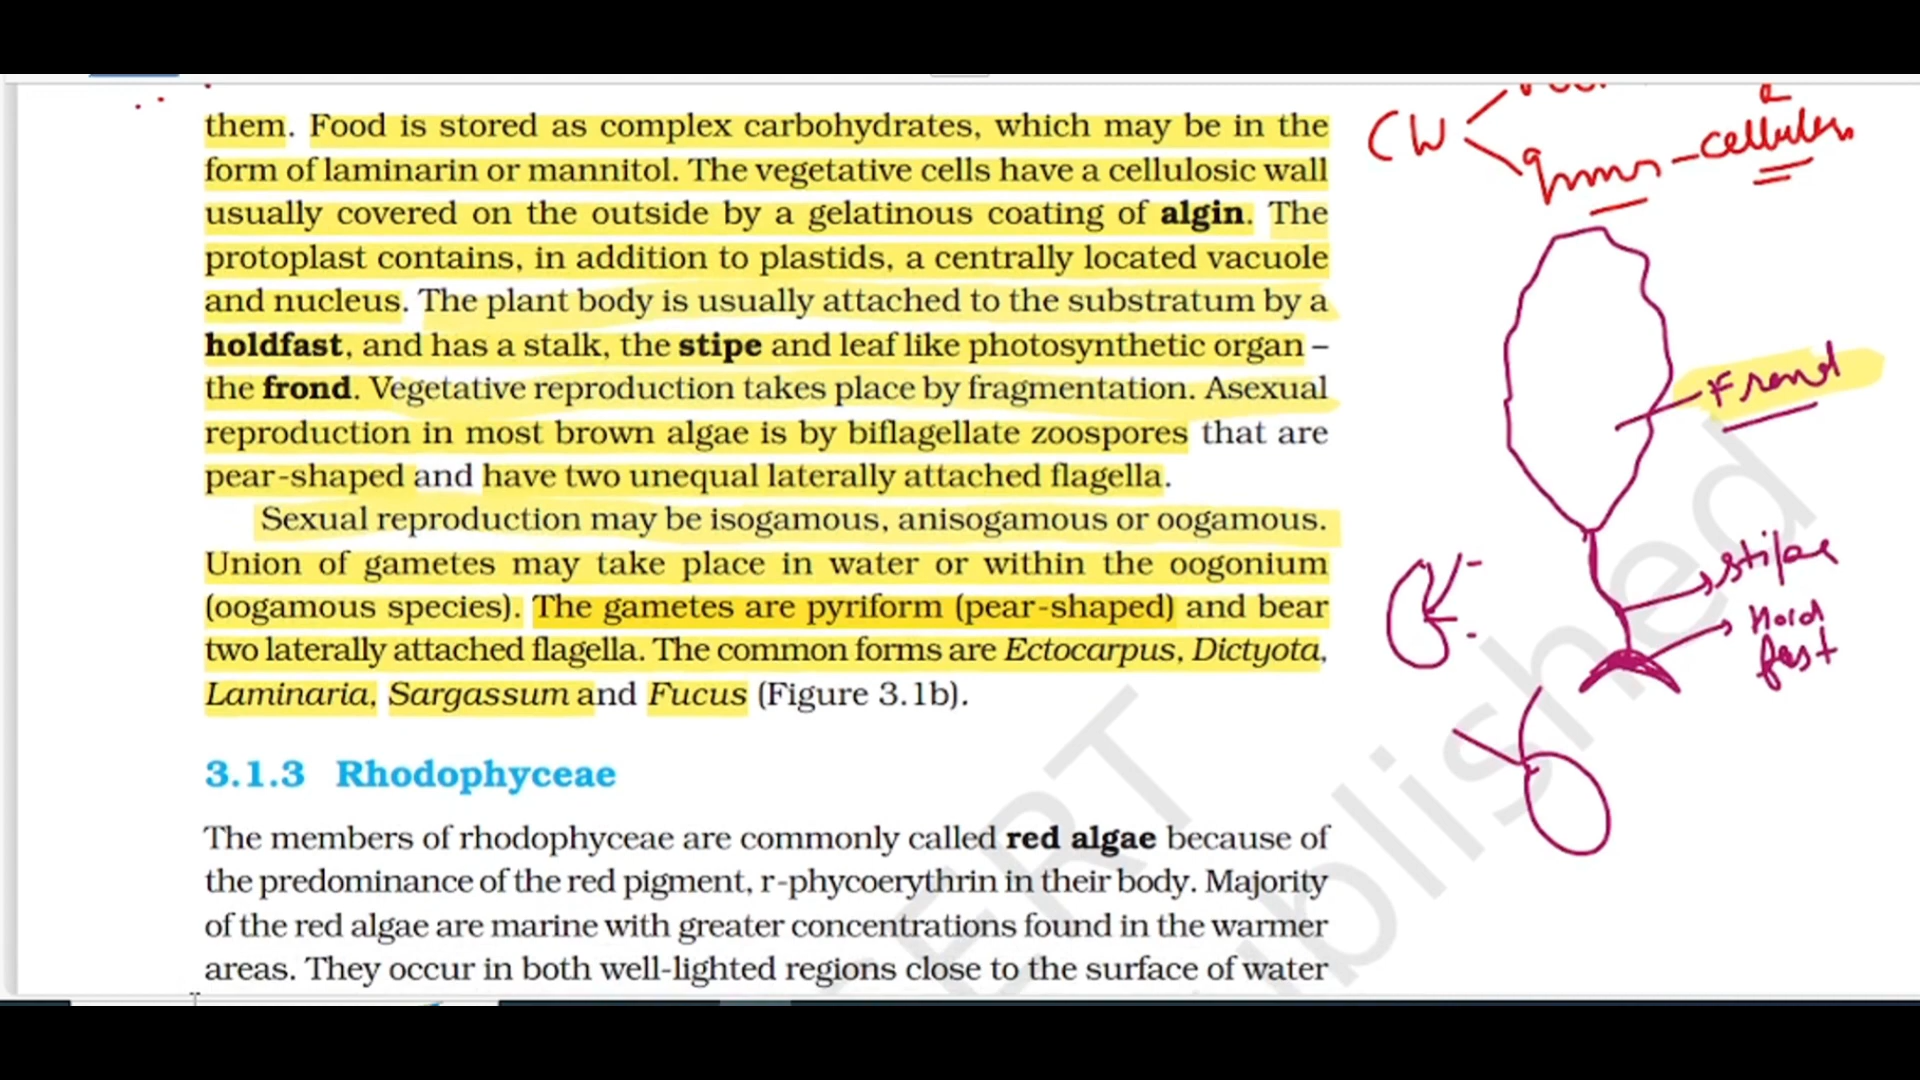 them. Food is stored as complex carbohydrates, which may be in the
form of laminarin or mannitol. The vegetative cells have a cellulosic wall
usually covered on the outside by a gelatinous coating of algin. The
protoplast contains, in addition to plastids, a centrally located vacuole
and nucleus. The plant body is usually attached to the substratum by a
holdfast, and has a stalk, the stipe and leaf like photosynthetic organ –
the frond. Vegetative reproduction takes place by fragmentation. Asexual
reproduction in most brown algae is by biflagellate zoospores that are
pear-shaped and have two unequal laterally attached flagella.
Sexual reproduction may be isogamous, anisogamous or oogamous.
Union of gametes may take place in water or within the oogonium
(oogamous species). The gametes are pyriform (pear-shaped) and bear
two laterally attached flagella. The common forms are Ectocarpus, Dictyota,
Laminaria, Sargassum and Fucus (Figure 3.1b).
3.1.3 Rhodophyceae
The members of rhodophyceae are commonly called red algae because of
the predominance of the red pigment, r-phycoerythrin in their body. Majority
of the red algae are marine with greater concentrations found in the warmer
areas. They occur in both well-lighted regions close to the surface of water
CW
Frond
stipe
Hold
fast